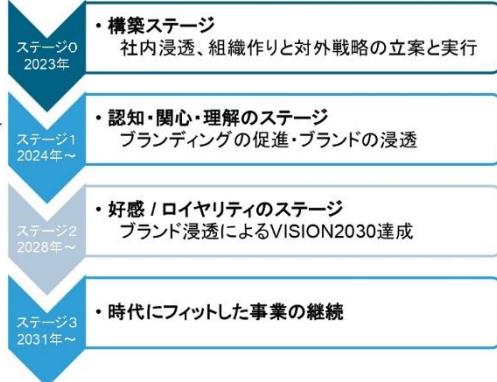 ステージ0
2023年
・構築ステージ
社内浸透、組織作りと対外戦略の立案と実行
ステージ1
2024年～
・認知・関心・理解のステージ
ブランディングの促進・ブランドの浸透
ステージ2
2028年～
・好感 / ロイヤリティのステージ
ブランド浸透によるVISION2030達成
ステージ3
2031年～
・時代にフィットした事業の継続